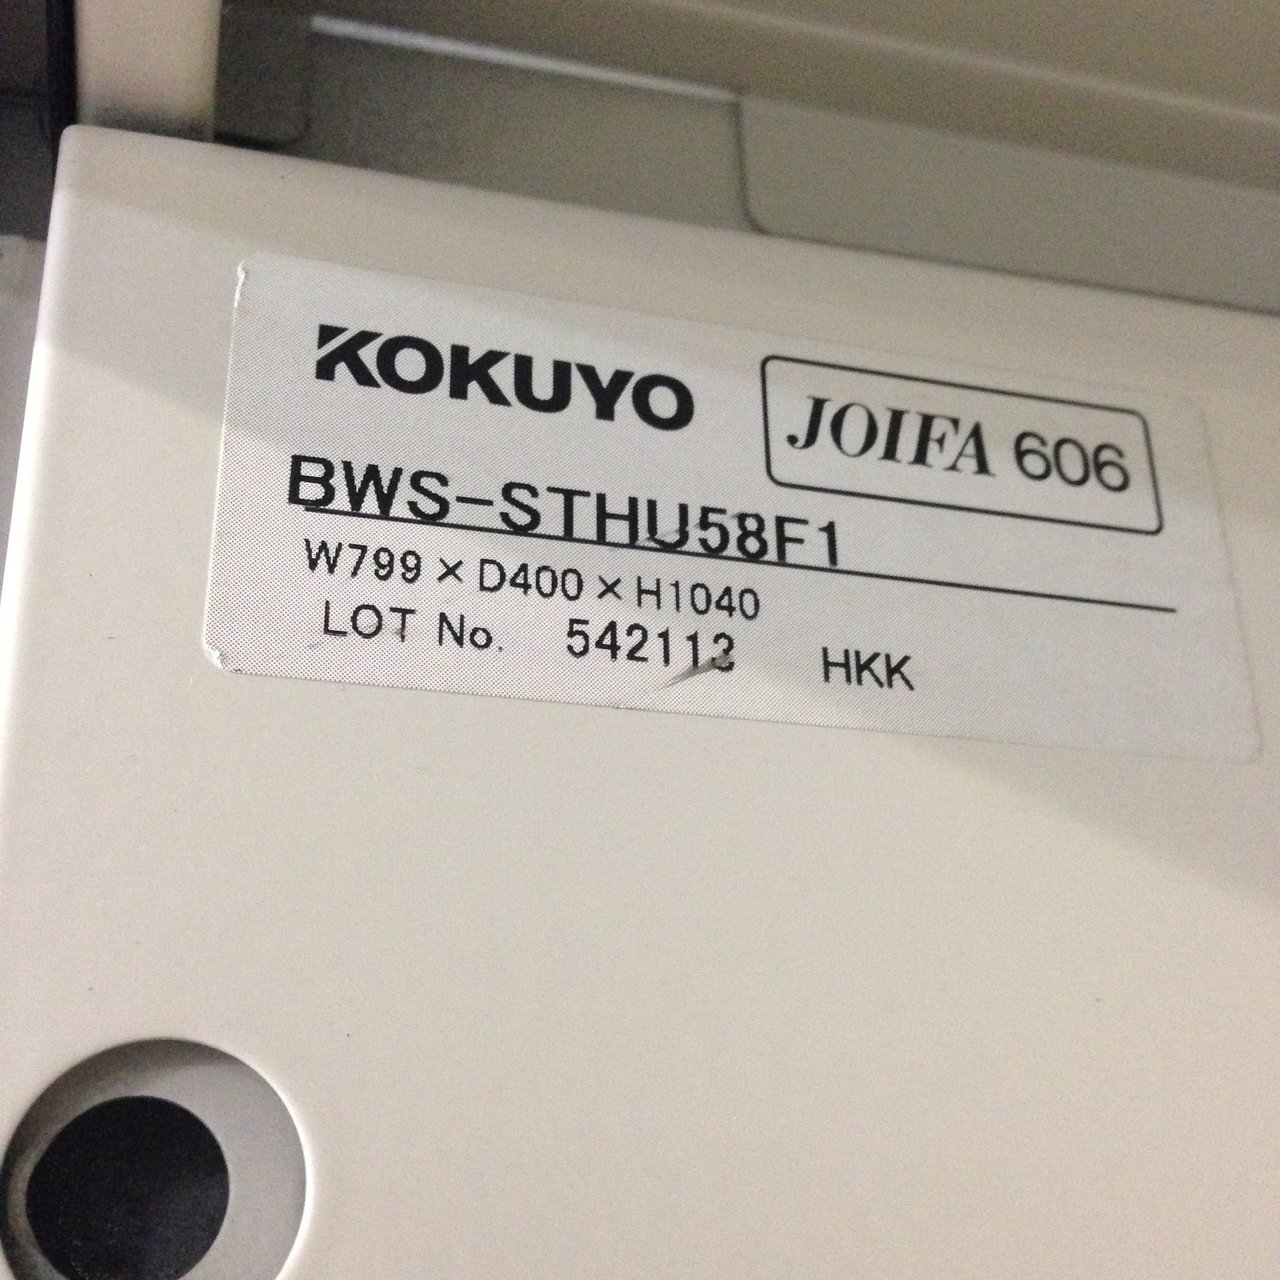 KOKUYO
JOIFA 606
BWS-STHU58F1
W799×D400×H1040
LOT No. 542113 HKK